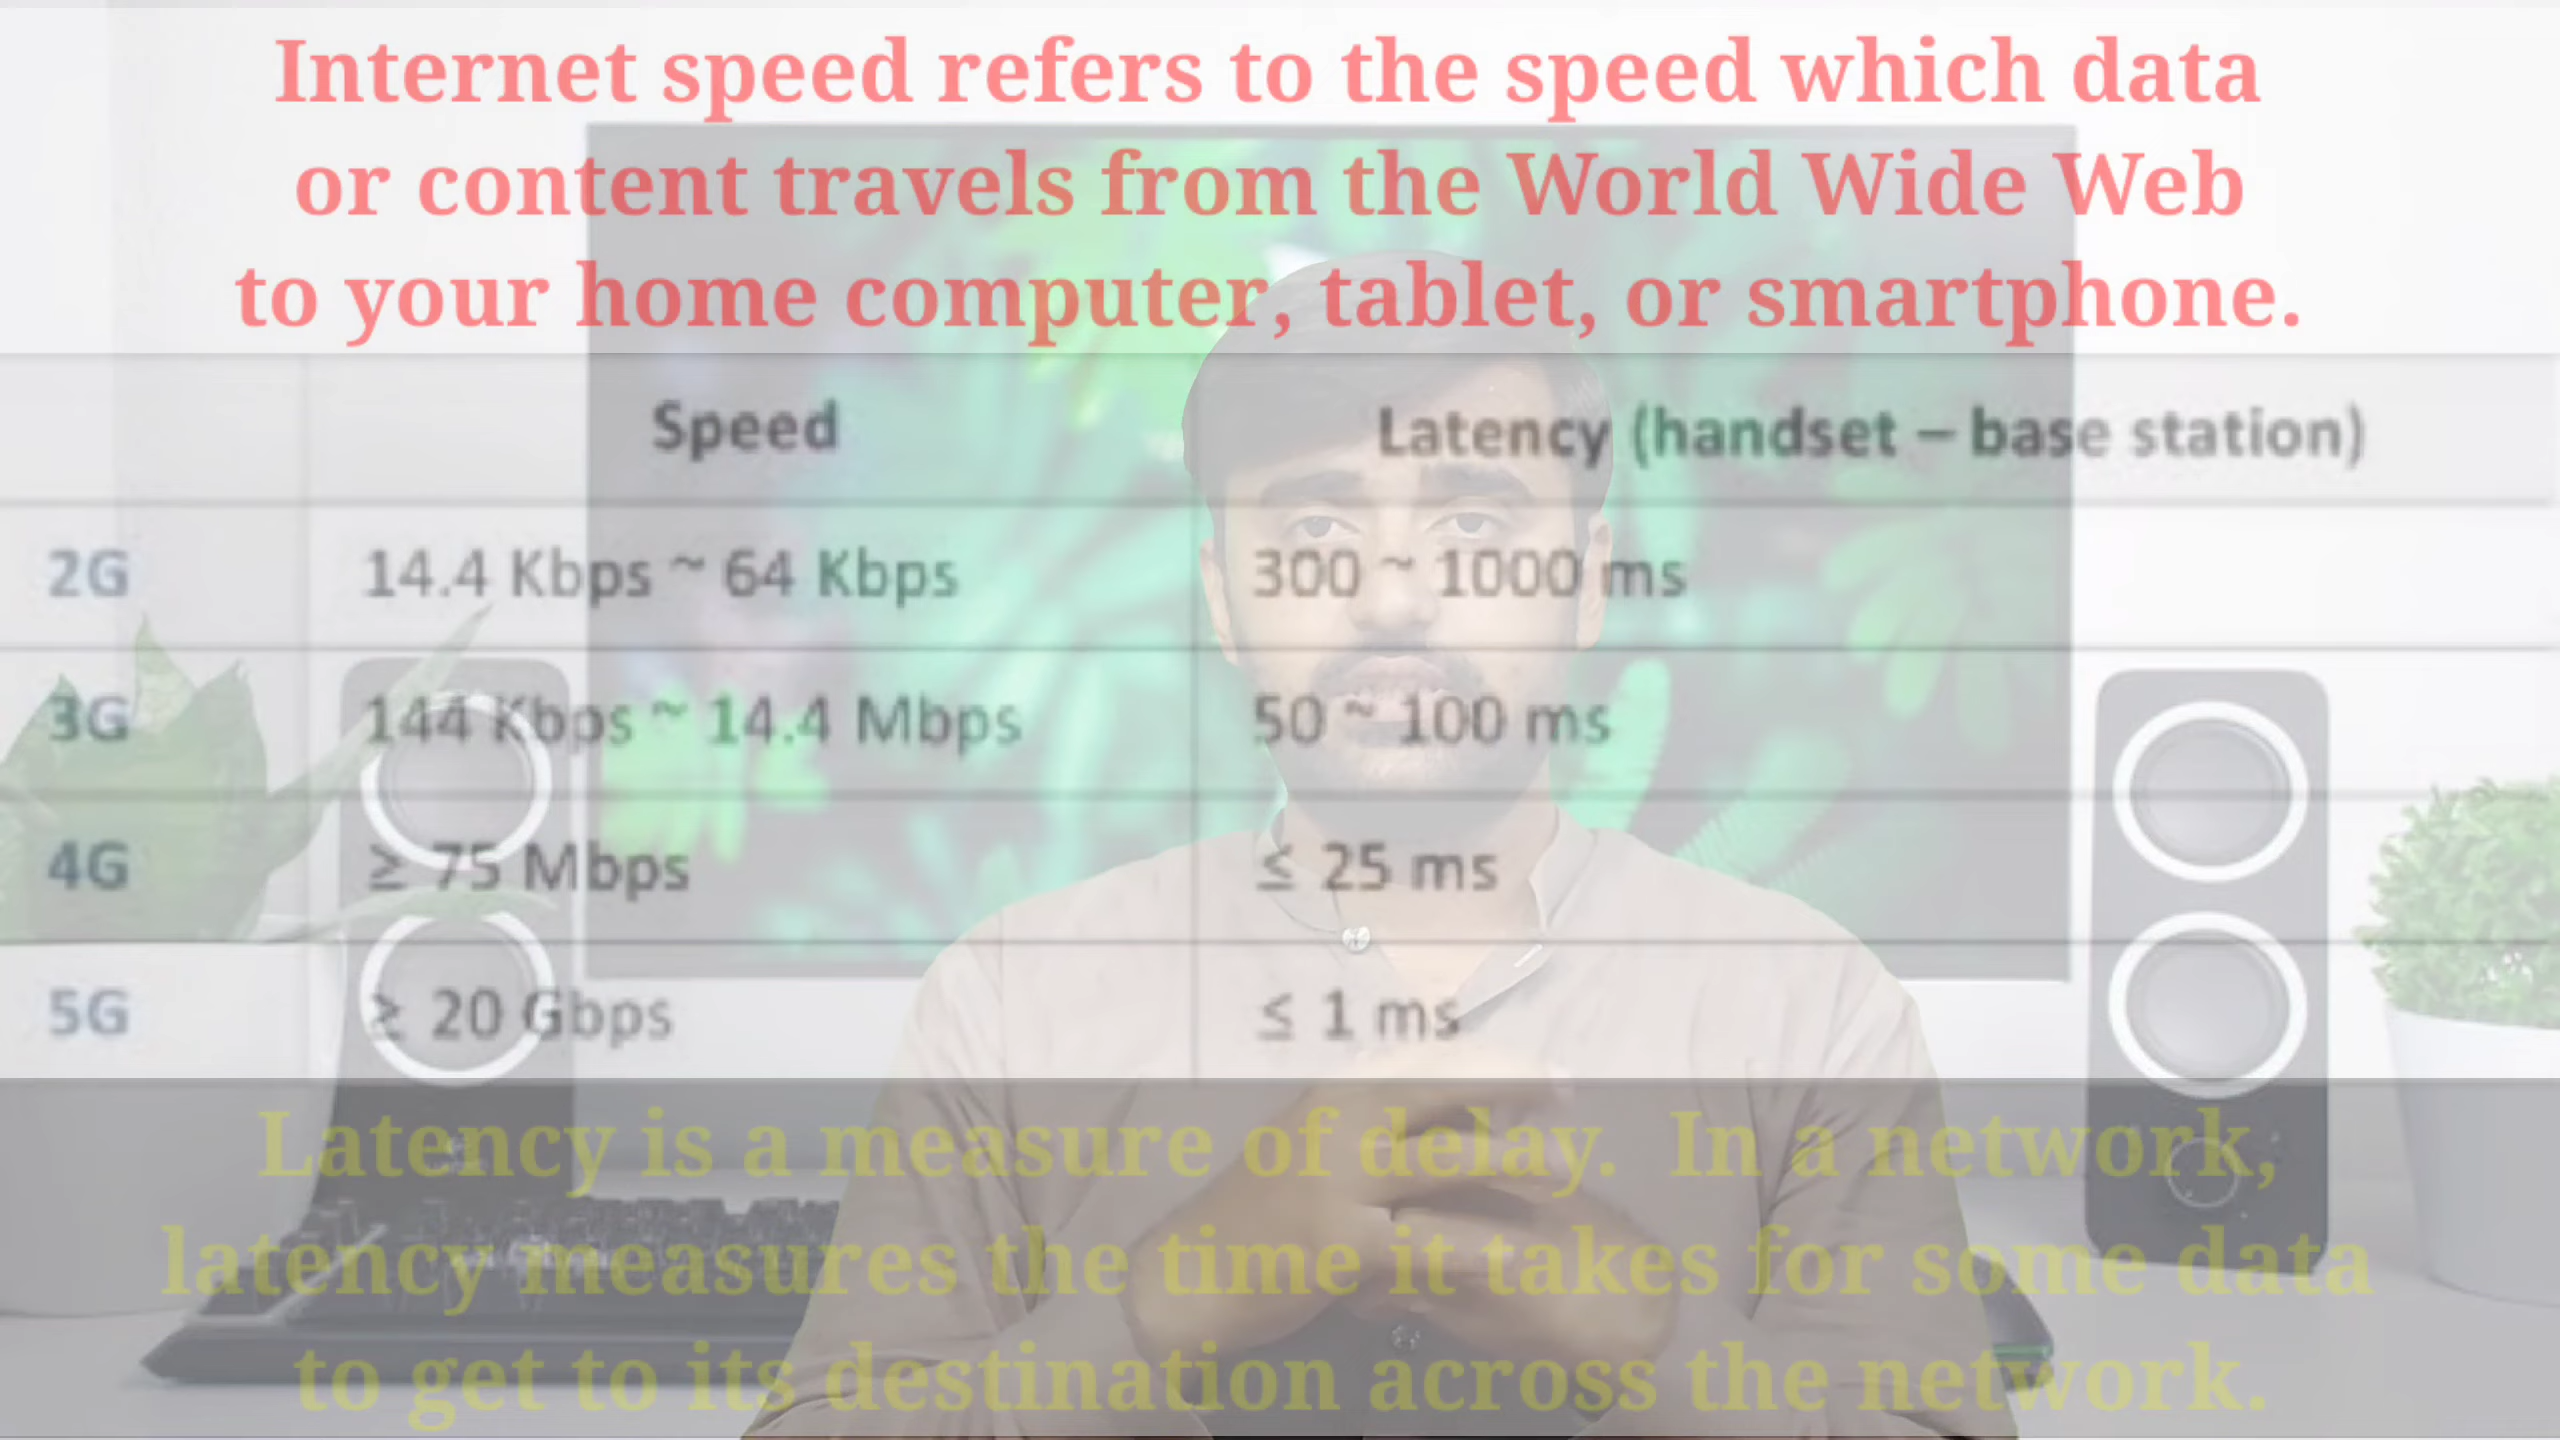 Internet speed refers to the speed which data
or content travels from the World Wide Web
to your home computer, tablet, or smartphone.
Speed Latency (handset – base station)
2G 14.4 Kbps ~ 64 Kbps 300 ~ 1000 ms
3G 144 Kbps ~ 14.4 Mbps 50 ~ 100 ms
4G ≥ 75 Mbps ≤ 25 ms
5G ≥ 20 Gbps ≤ 1 ms
Latency is a measure of delay. In a network,
latency measures the time it takes for some data
to get to its destination across the network.